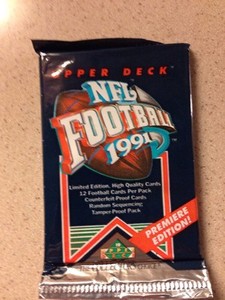 PPER DECK
NFL
FOOTBALL
1991
Limited Edition, High Quality Cards
12 Football Cards Per Pack
Counterfeit-Proof Cards
Random Sequencing
Tamper-Proof Pack
PREMIERE
EDITION!